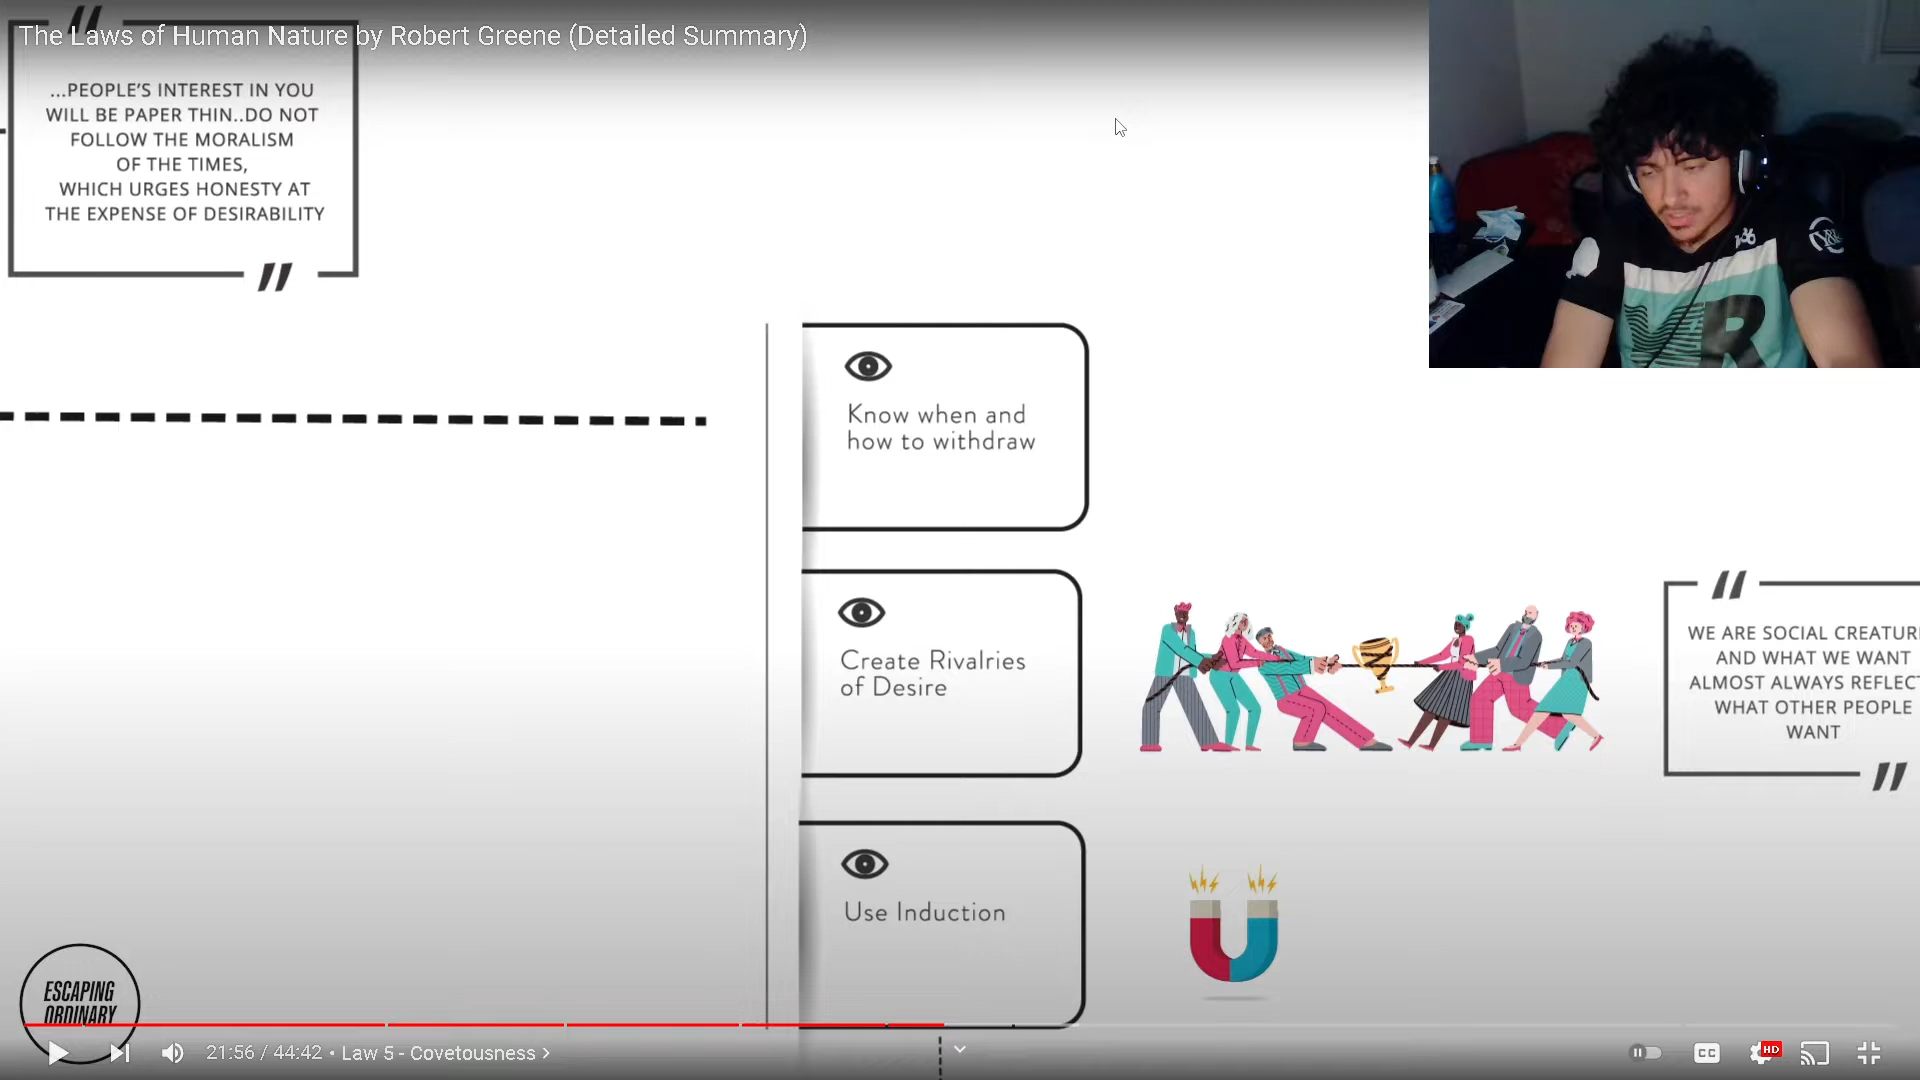 The Laws of Human Nature by Robert Greene (Detailed Summary)
...PEOPLE'S INTEREST IN YOU
WILL BE PAPER THIN..DO NOT
FOLLOW THE MORALISM
OF THE TIMES,
WHICH URGES HONESTY AT
THE EXPENSE OF DESIRABILITY
Know when and
how to withdraw
Create Rivalries
of Desire
WE ARE SOCIAL CREATUR
AND WHAT WE WANT
ALMOST ALWAYS REFLECT
WHAT OTHER PEOPLE
WANT
Use Induction
ESCAPING
ORDINARY
21:56 / 44:42 • Law 5 - Covetousness >
CC
HD